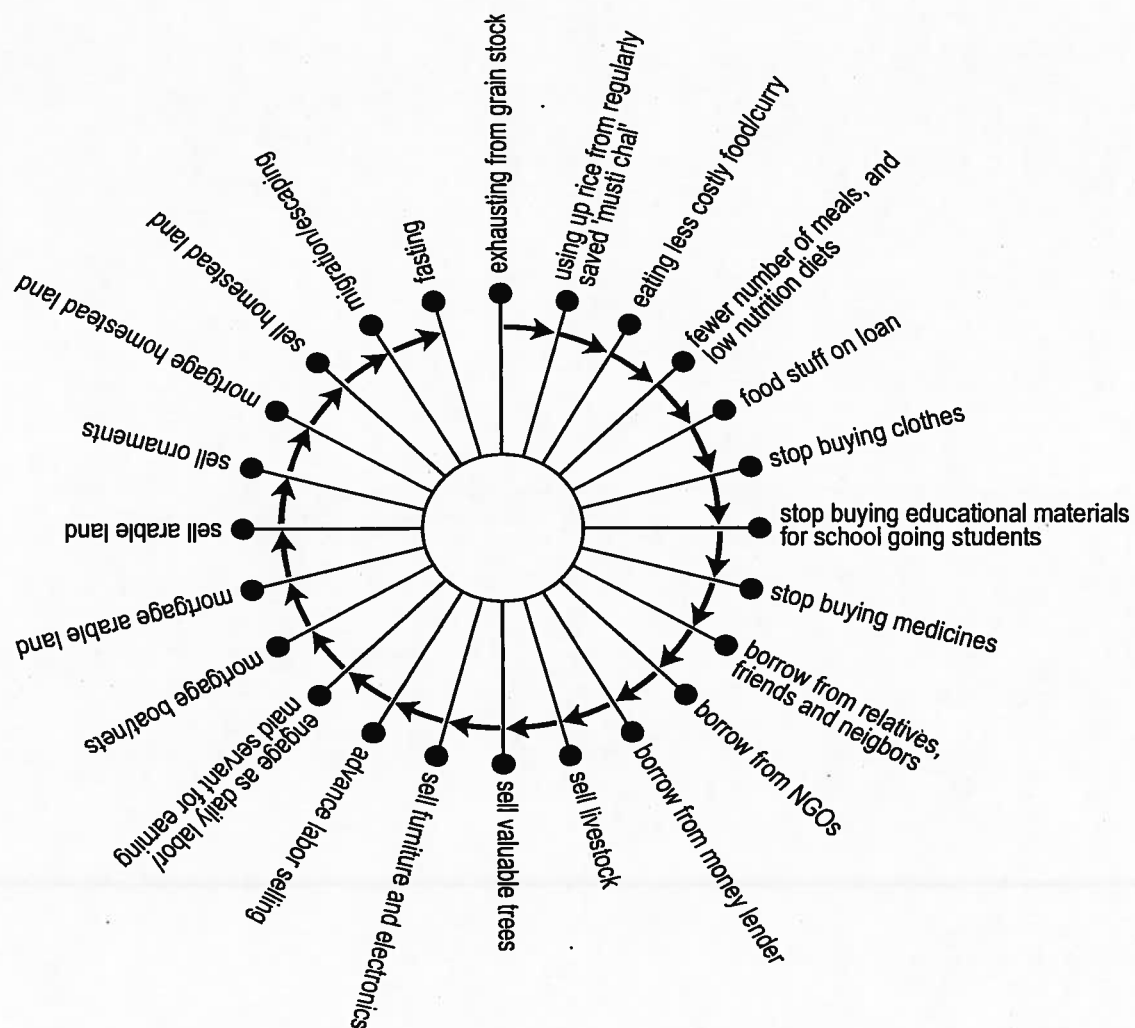 exhausting from grain stock
using up rice from regularly
saved 'musti chal'
eating less costly food/curry
fewer number of meals, and
low nutrition diets
food stuff on loan
stop buying clothes
stop buying educational materials
for school going students
stop buying medicines
borrow from relatives,
friends and neigbors
borrow from NGOs
borrow from money lender
sell livestock
sell valuable trees
sell furniture and electronics
advance labor selling
engage as daily labor/
maid servant for earning
mortgage boat/nets
mortgage arable land
sell arable land
sell ornaments
mortgage homestead land
sell homestead land
migration/escaping
fasting